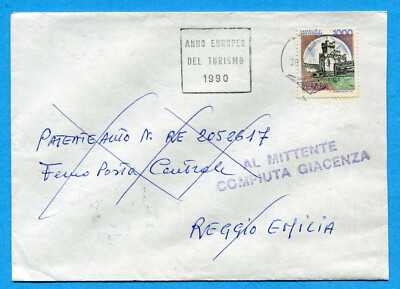 ANNO EUROPEO
DEL TURISMO
1990
1000
PATENTE AUTO N. RE 2052617
Fermo Posta Centrale
AL MITTENTE
COMPIUTA GIACENZA
REGGIO EMILIA